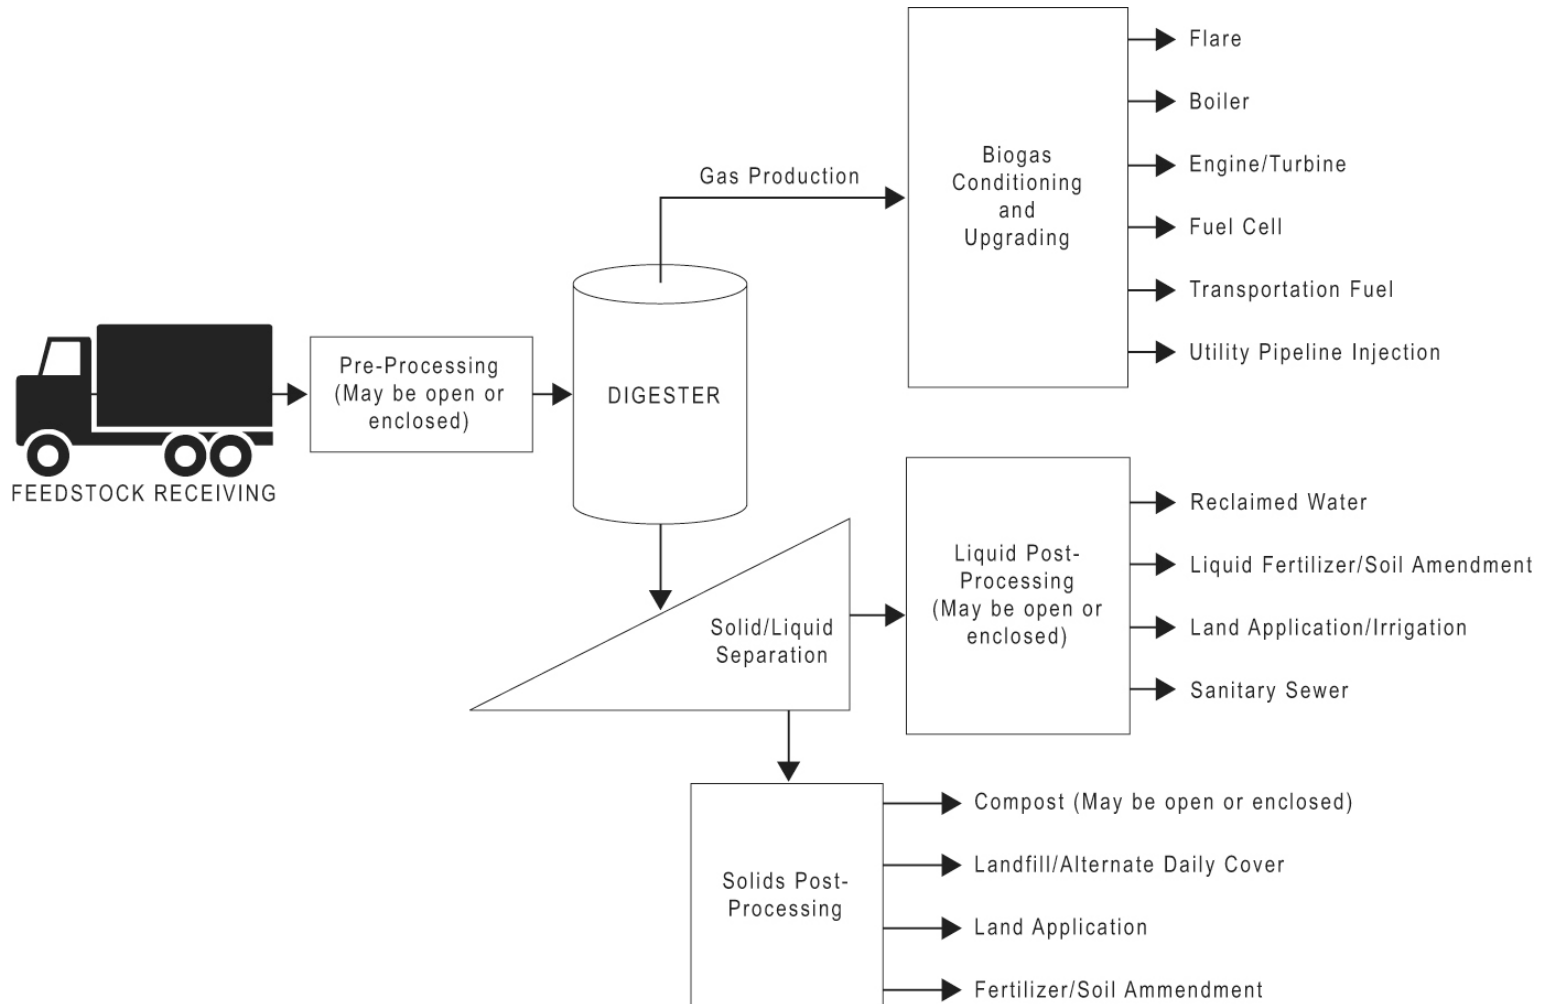 Flare
Boiler
Engine/Turbine
Fuel Cell
Transportation Fuel
Utility Pipeline Injection
Biogas
Conditioning
and
Upgrading
Gas Production
Pre-Processing
(May be open or
enclosed)
DIGESTER
FEEDSTOCK RECEIVING
Solid/Liquid
Separation
Liquid Post-
Processing
(May be open or
enclosed)
Reclaimed Water
Liquid Fertilizer/Soil Amendment
Land Application/Irrigation
Sanitary Sewer
Solids Post-
Processing
Compost (May be open or enclosed)
Landfill/Alternate Daily Cover
Land Application
Fertilizer/Soil Ammendment